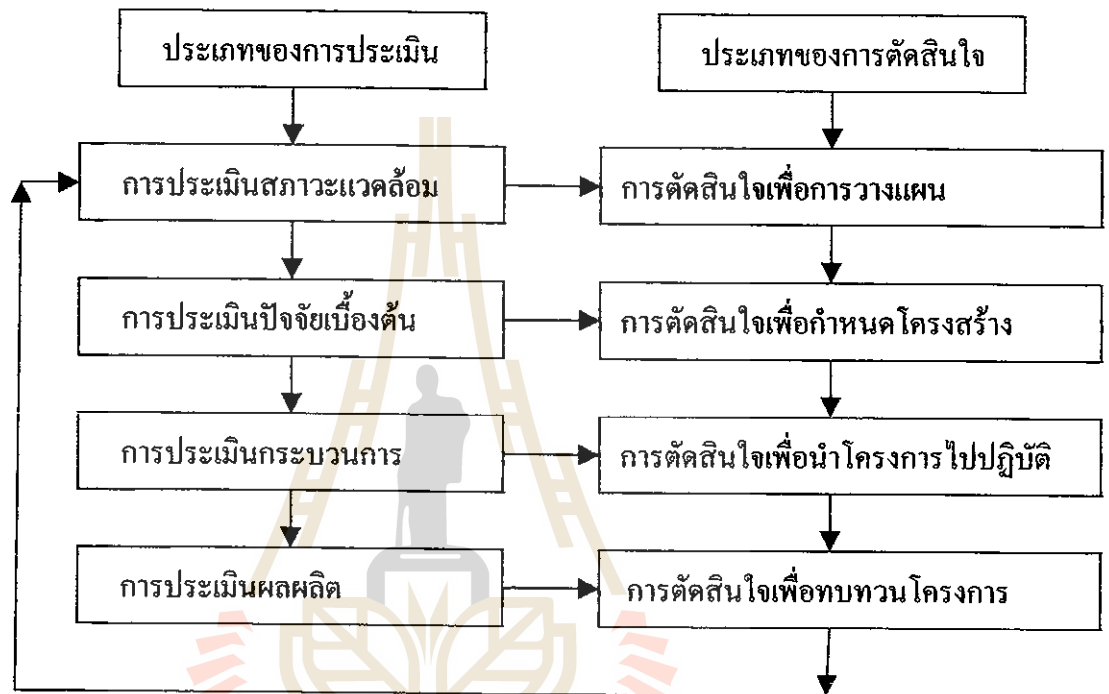 ประเภทของการประเมิน
ประเภทของการตัดสินใจ
การประเมินสภาวะแวดล้อม
การตัดสินใจเพื่อการวางแผน
การประเมินปัจจัยเบื้องต้น
การตัดสินใจเพื่อกำหนดโครงสร้าง
การประเมินกระบวนการ
การตัดสินใจเพื่อนำโครงการไปปฏิบัติ
การประเมินผลผลิต
การตัดสินใจเพื่อทบทวนโครงการ